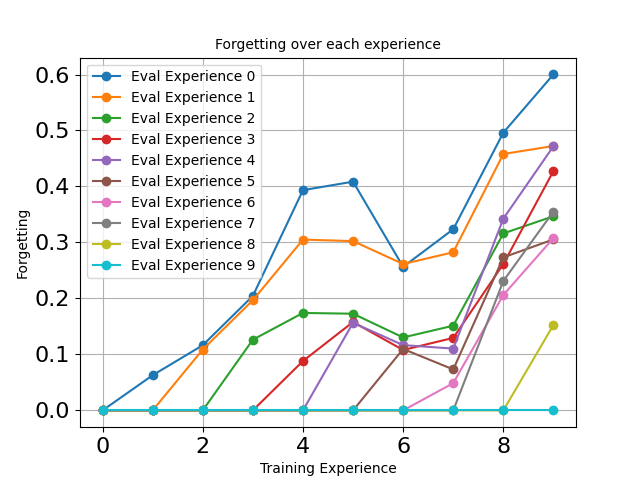 Forgetting over each experience
Eval Experience 0
Eval Experience 1
Eval Experience 2
Eval Experience 3
Eval Experience 4
Eval Experience 5
Eval Experience 6
Eval Experience 7
Eval Experience 8
Eval Experience 9
Forgetting
0.6
0.5
0.4
0.3
0.2
0.1
0.0
0 2 4 6 8
Training Experience